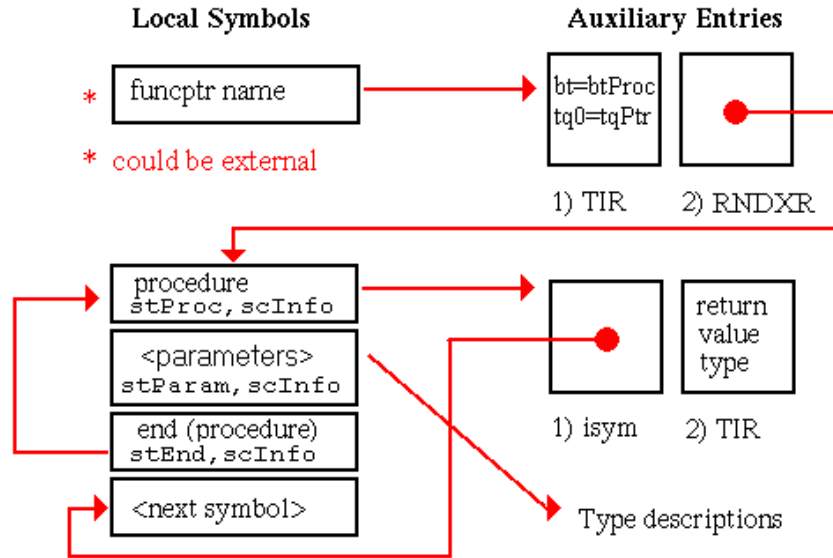 Local Symbols
Auxiliary Entries
* funcptr name
bt=btProc
tq0=tqPtr
* could be external
1) TIR
2) RNDXR
procedure
stProc,scInfo
<parameters>
stParam,scInfo
end (procedure)
stEnd,scInfo
<next symbol>
return
value
type
1) isym
2) TIR
Type descriptions